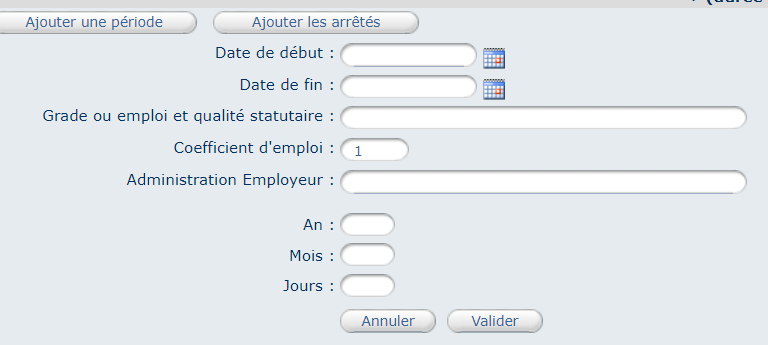 Ajouter une période Ajouter les arrêtés
Date de début :
Date de fin :
Grade ou emploi et qualité statutaire :
Coefficient d'emploi : 1
Administration Employeur :
An :
Mois :
Jours :
Annuler Valider